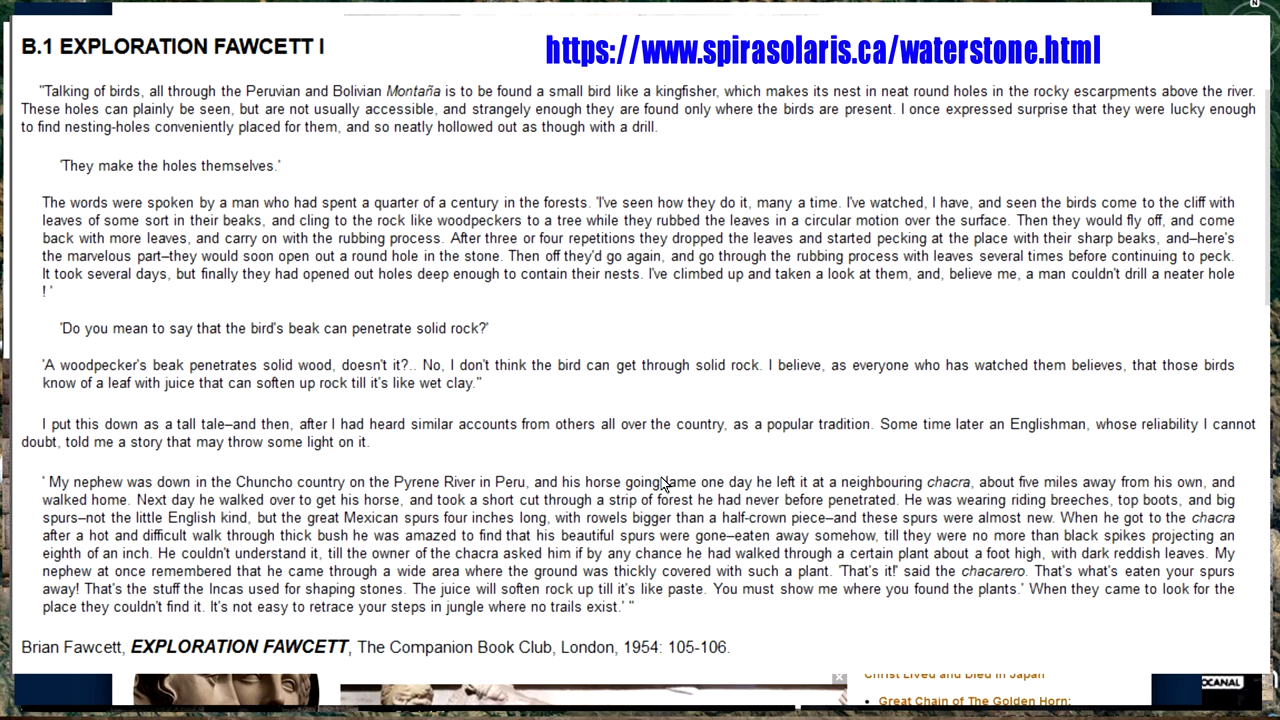 B.1 EXPLORATION FAWCETT I
https://www.spirasolaris.ca/waterstone.html
"Talking of birds, all through the Peruvian and Bolivian Montaña is to be found a small bird like a kingfisher, which makes its nest in neat round holes in the rocky escarpments above the river.
These holes can plainly be seen, but are not usually accessible, and strangely enough they are found only where the birds are present. I once expressed surprise that they were lucky enough
to find nesting-holes conveniently placed for them, and so neatly hollowed out as though with a drill.
'They make the holes themselves.'
The words were spoken by a man who had spent a quarter of a century in the forests. 'I've seen how they do it, many a time. I've watched, I have, and seen the birds come to the cliff with
leaves of some sort in their beaks, and cling to the rock like woodpeckers to a tree while they rubbed the leaves in a circular motion over the surface. Then they would fly off, and come
back with more leaves, and carry on with the rubbing process. After three or four repetitions they dropped the leaves and started pecking at the place with their sharp beaks, and–here's
the marvelous part–they would soon open out a round hole in the stone. Then off they'd go again, and go through the rubbing process with leaves several times before continuing to peck.
It took several days, but finally they had opened out holes deep enough to contain their nests. I've climbed up and taken a look at them, and, believe me, a man couldn't drill a neater hole
! '
'Do you mean to say that the bird's beak can penetrate solid rock?'
'A woodpecker's beak penetrates solid wood, doesn't it?.. No, I don't think the bird can get through solid rock. I believe, as everyone who has watched them believes, that those birds
know of a leaf with juice that can soften up rock till it's like wet clay."
I put this down as a tall tale–and then, after I had heard similar accounts from others all over the country, as a popular tradition. Some time later an Englishman, whose reliability I cannot
doubt, told me a story that may throw some light on it.
' My nephew was down in the Chuncho country on the Pyrene River in Peru, and his horse going lame one day he left it at a neighbouring chacra, about five miles away from his own, and
walked home. Next day he walked over to get his horse, and took a short cut through a strip of forest he had never before penetrated. He was wearing riding breeches, top boots, and big
spurs–not the little English kind, but the great Mexican spurs four inches long, with rowels bigger than a half-crown piece–and these spurs were almost new. When he got to the chacra
after a hot and difficult walk through thick bush he was amazed to find that his beautiful spurs were gone–eaten away somehow, till they were no more than black spikes projecting an
eighth of an inch. He couldn't understand it, till the owner of the chacra asked him if by any chance he had walked through a certain plant about a foot high, with dark reddish leaves. My
nephew at once remembered that he came through a wide area where the ground was thickly covered with such a plant. 'That's it!' said the chacarero. That's what's eaten your spurs
away! That's the stuff the Incas used for shaping stones. The juice will soften rock up till it's like paste. You must show me where you found the plants.' When they came to look for the
place they couldn't find it. It's not easy to retrace your steps in jungle where no trails exist.' "
Brian Fawcett, EXPLORATION FAWCETT, The Companion Book Club, London, 1954: 105-106.
Christ Lived and Died in Japan
Great Chain of The Golden Horn:
OCANAL
N